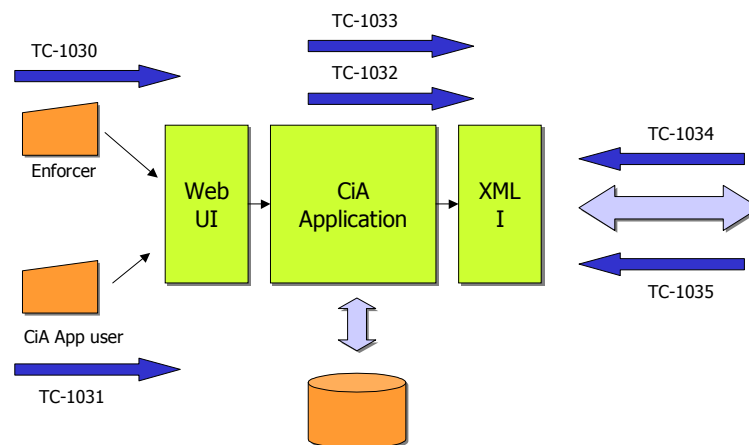 TC-1033
TC-1030
TC-1032
TC-1034
Enforcer
Web
UI
CiA
Application
XML
I
TC-1035
CiA App user
TC-1031